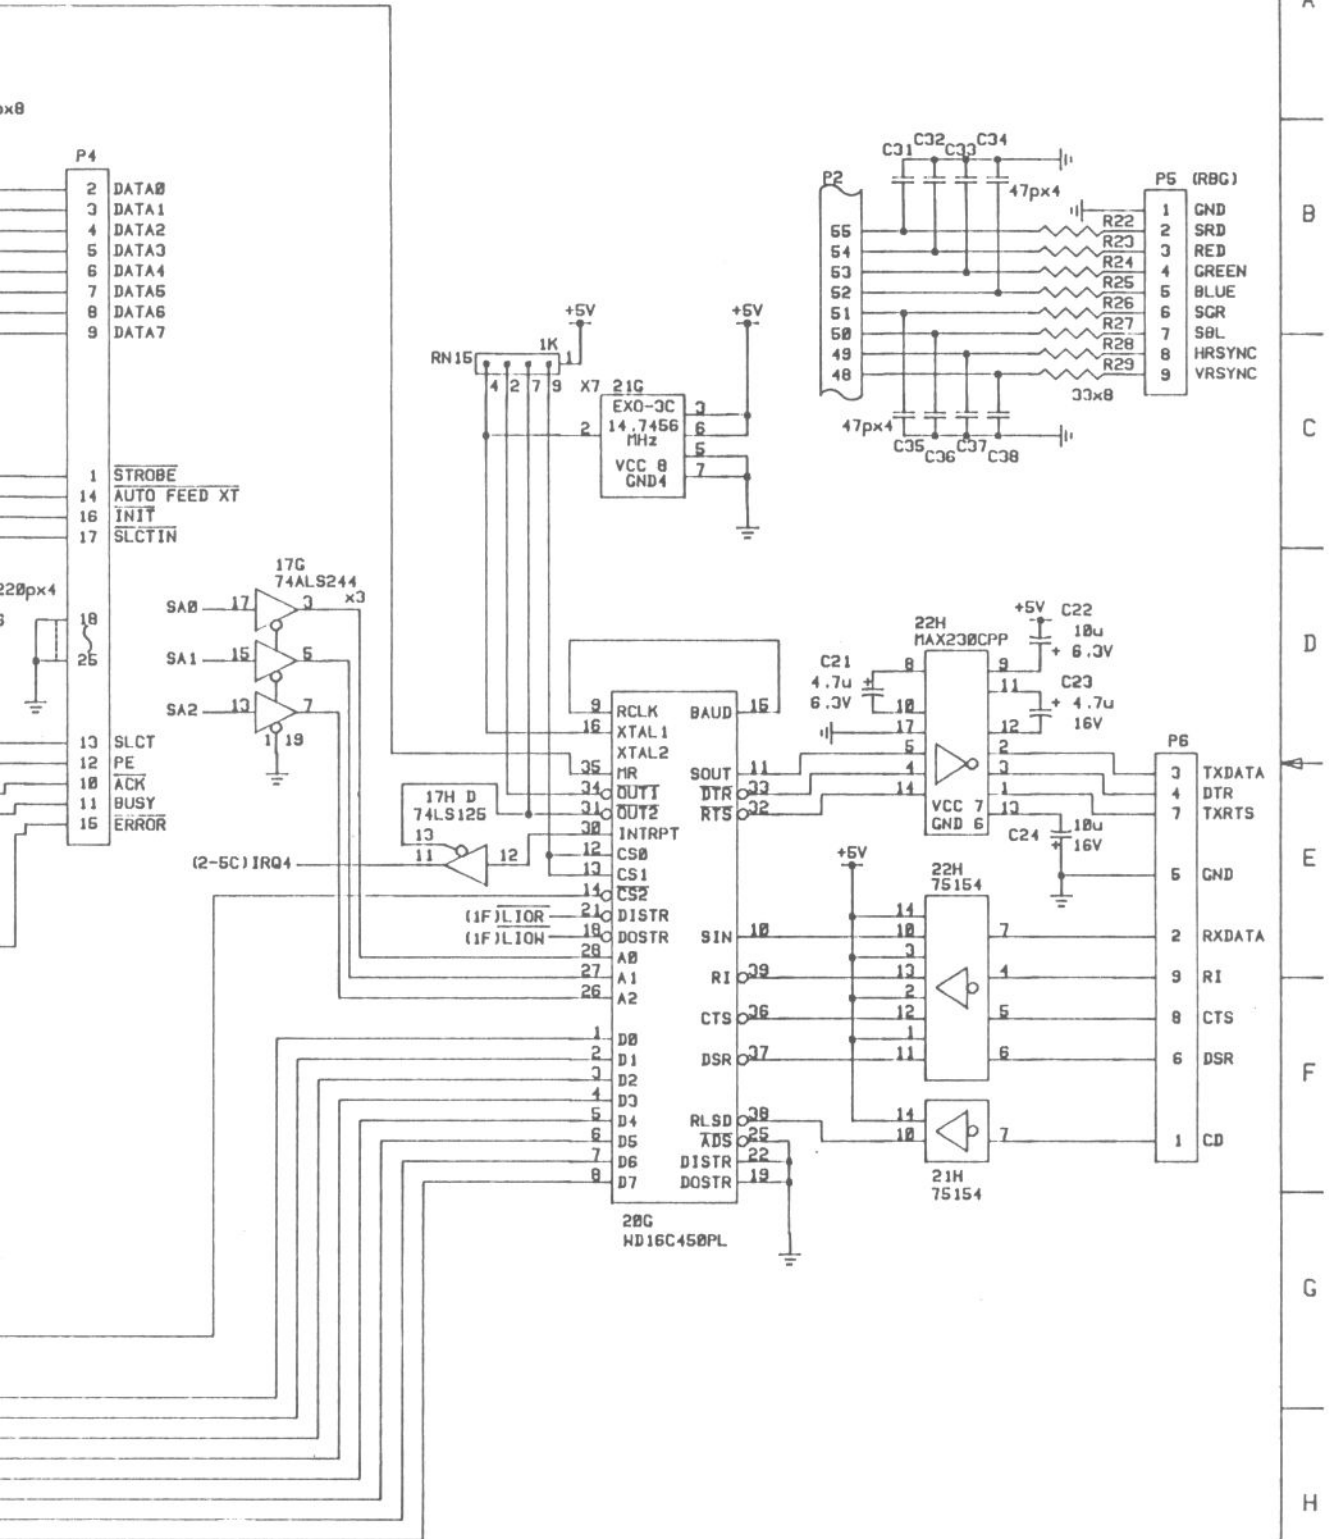 A
px8
P4
2 DATA0
3 DATA1
4 DATA2
5 DATA3
6 DATA4
7 DATA5
8 DATA6
9 DATA7
1 STROBE
14 AUTO FEED XT
16 INIT
17 SLCTIN
220px4
18
25
13 SLCT
12 PE
10 ACK
11 BUSY
15 ERROR
C31 C32 C33 C34
47px4
P2
55
54
53
52
51
50
49
48
R22
R23
R24
R25
R26
R27
R28
R29
33x8
47px4
C35 C36 C37 C38
P5 (RBG)
1 GND
2 SRD
3 RED
4 GREEN
5 BLUE
6 SGR
7 SBL
8 HRSYNC
9 VRSYNC
B
C
+5V
RN15 1K 1
4 2 7 9
X7 21G
EXO-3C
14.7456
MHz
VCC 8
GND4
2
3
6
5
7
+5V
17G
74ALS244
x3
SA0 17 3
SA1 15 5
SA2 13 7
1 19
17H D
74LS125
13
11 12
(2-5C)IRQ4
(1F)LIOR
(1F)LIOW
9 RCLK BAUD 15
16 XTAL1
XTAL2
35 MR SOUT 11
34 OUT1 DTR 33
31 OUT2 RTS 32
30 INTRPT
12 CS0
13 CS1
14 CS2
21 DISTR
18 DOSTR SIN 10
28 A0
27 A1 RI 39
26 A2
CTS 36
1 D0
2 D1 DSR 37
3 D2
4 D3
5 D4 RLSD 38
6 D5 ADS 25
7 D6 DISTR 22
8 D7 DOSTR 19
20G
WD16C450PL
22H
MAX230CPP
C21
4.7u
6.3V
+
8
10
17
5
4
14
VCC 7
GND 6
9
11
12
2
3
1
13
+5V C22
10u
+ 6.3V
C23
+ 4.7u
16V
C24
10u
+ 16V
+5V
22H
75154
14
10 7
3
13 4
2
12 5
1
11 6
14
10 7
21H
75154
P6
3 TXDATA
4 DTR
7 TXRTS
5 GND
2 RXDATA
9 RI
8 CTS
6 DSR
1 CD
D
E
F
G
H